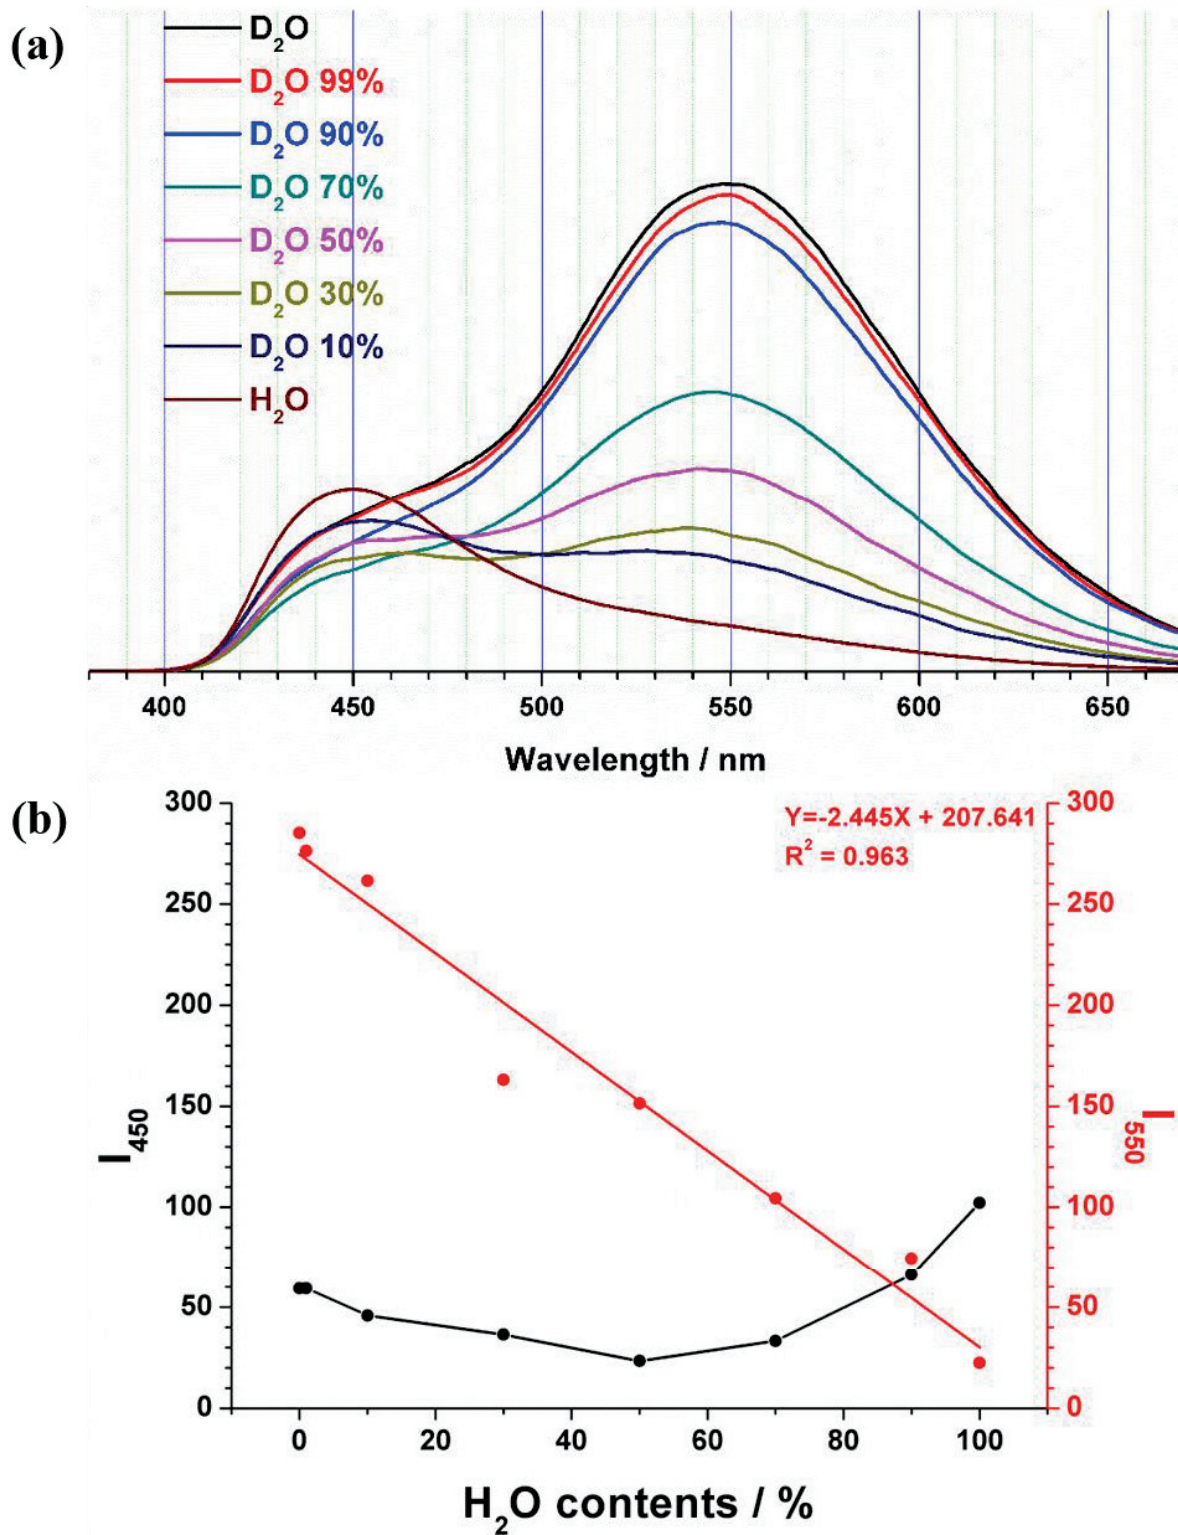 (a)
D₂O
D₂O 99%
D₂O 90%
D₂O 70%
D₂O 50%
D₂O 30%
D₂O 10%
H₂O
400 450 500 550 600 650
Wavelength / nm
(b)
Y=-2.445X + 207.641
R² = 0.963
300 300
250 250
200 200
150 150
100 100
50 50
0 0
I₄₅₀
I₅₅₀
0 20 40 60 80 100
H₂O contents / %